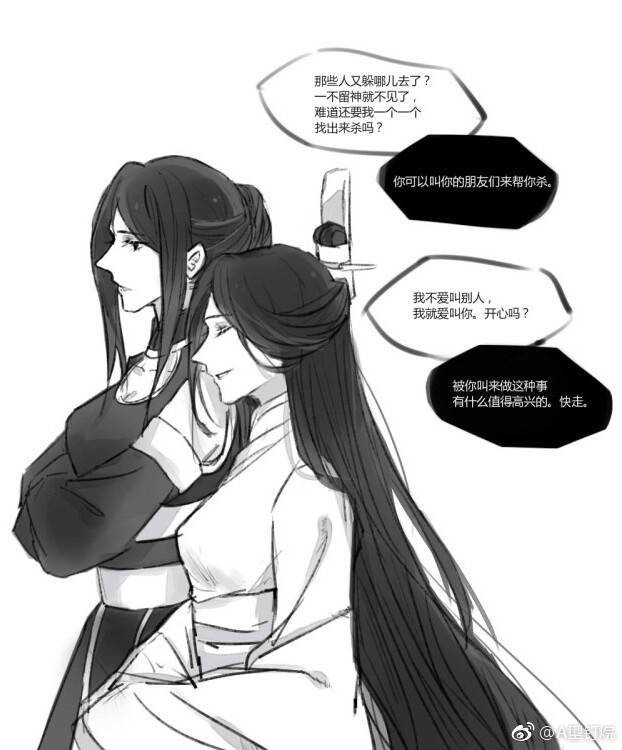 那些人又躲哪儿去了？
一不留神就不见了，
难道还要我一个一个
找出来杀吗？
你可以叫你的朋友们来帮你杀。
我不爱叫别人，
我就爱叫你。开心吗？
被你叫来做这种事
有什么值得高兴的。快走。